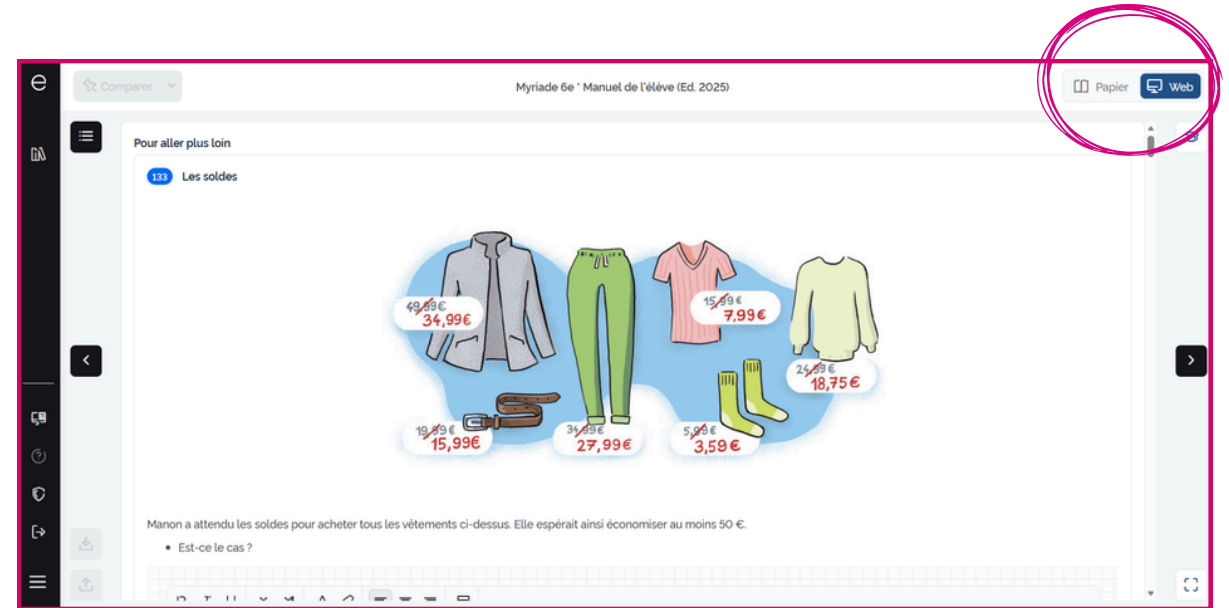 e
Comparer
Myriade 6e * Manuel de l'élève (Ed. 2025)
Papier
Web
Pour aller plus loin
133 Les soldes
49,99€
34,99€
15,99€
7,99€
24,99€
18,75€
19,99€
15,99€
34,99€
27,99€
5,99€
3,59€
Manon a attendu les soldes pour acheter tous les vêtements ci-dessus. Elle espérait ainsi économiser au moins 50 €.
• Est-ce le cas ?